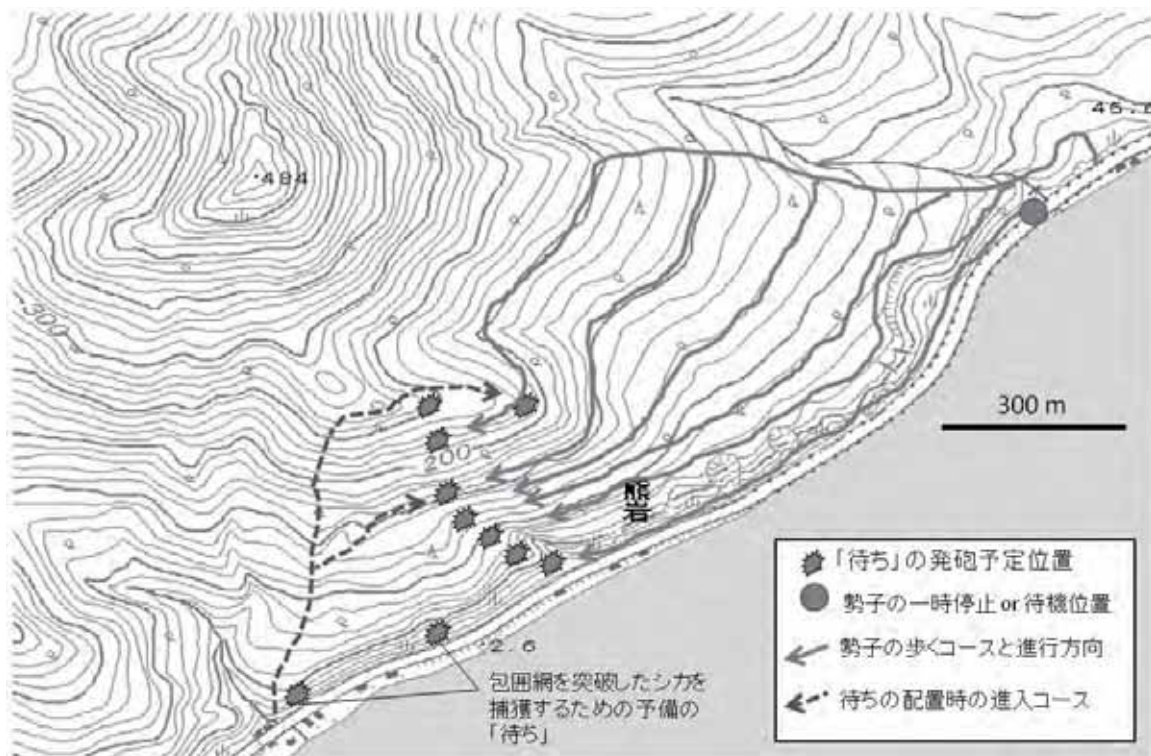 45.6
・484
300
200
熊岩
300 m
2.6
包囲網を突破したシカを
捕獲するための予備の
「待ち」
「待ち」の発砲予定位置
勢子の一時停止 or 待機位置
勢子の歩くコースと進行方向
待ちの配置時の進入コース